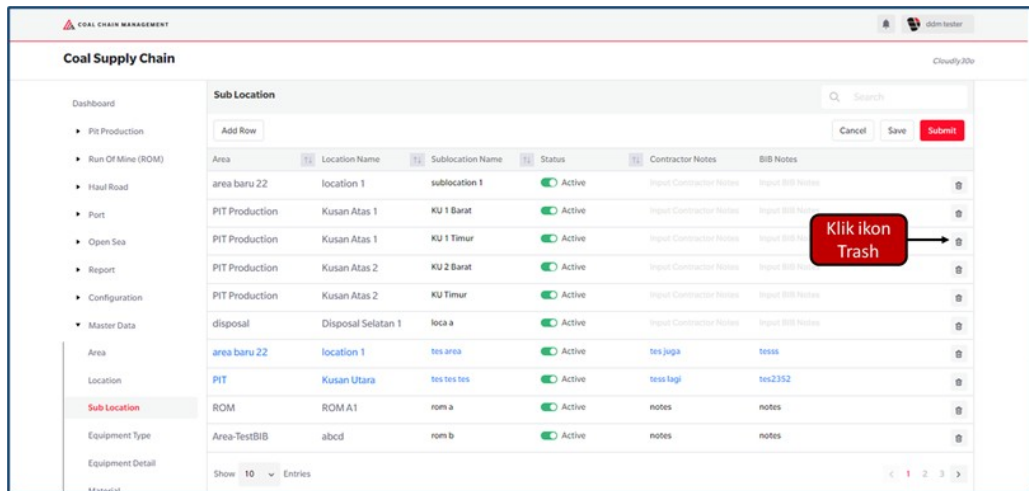 COAL CHAIN MANAGEMENT
ddm tester
Coal Supply Chain
Cloudly30o
Dashboard
Pit Production
Run Of Mine (ROM)
Haul Road
Port
Open Sea
Report
Configuration
Master Data
Area
Location
Sub Location
Equipment Type
Equipment Detail
Material
Sub Location
Search
Add Row
Cancel Save Submit
Area Location Name Sublocation Name Status Contractor Notes BIB Notes
area baru 22 location 1 sublocation 1 Active Input Contractor Notes Input BIB Notes
PIT Production Kusan Atas 1 KU 1 Barat Active Input Contractor Notes Input BIB Notes
PIT Production Kusan Atas 1 KU 1 Timur Active Input Contractor Notes Input BIB
PIT Production Kusan Atas 2 KU 2 Barat Active Input Contractor Notes Input BIB Notes
PIT Production Kusan Atas 2 KU Timur Active Input Contractor Notes Input BIB Notes
disposal Disposal Selatan 1 loca a Active Input Contractor Notes Input BIB Notes
area baru 22 location 1 tes area Active tes juga tesss
PIT Kusan Utara tes tes tes Active tess lagi tes2352
ROM ROM A1 rom a Active notes notes
Area-TestBIB abcd rom b Active notes notes
Klik ikon
Trash
Show 10 Entries
1 2 3